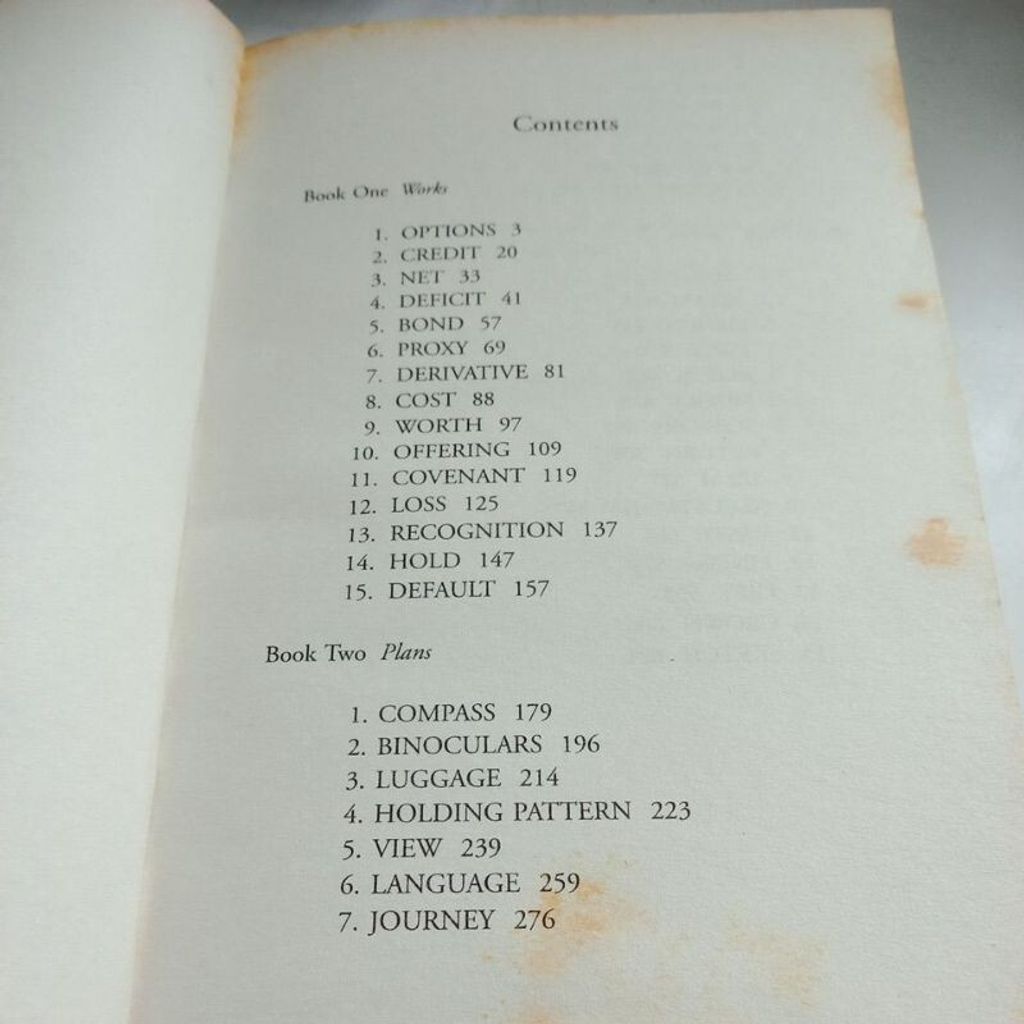 Contents
Book One Works
1. OPTIONS 3
2. CREDIT 20
3. NET 33
4. DEFICIT 41
5. BOND 57
6. PROXY 69
7. DERIVATIVE 81
8. COST 88
9. WORTH 97
10. OFFERING 109
11. COVENANT 119
12. LOSS 125
13. RECOGNITION 137
14. HOLD 147
15. DEFAULT 157
Book Two Plans
1. COMPASS 179
2. BINOCULARS 196
3. LUGGAGE 214
4. HOLDING PATTERN 223
5. VIEW 239
6. LANGUAGE 259
7. JOURNEY 276